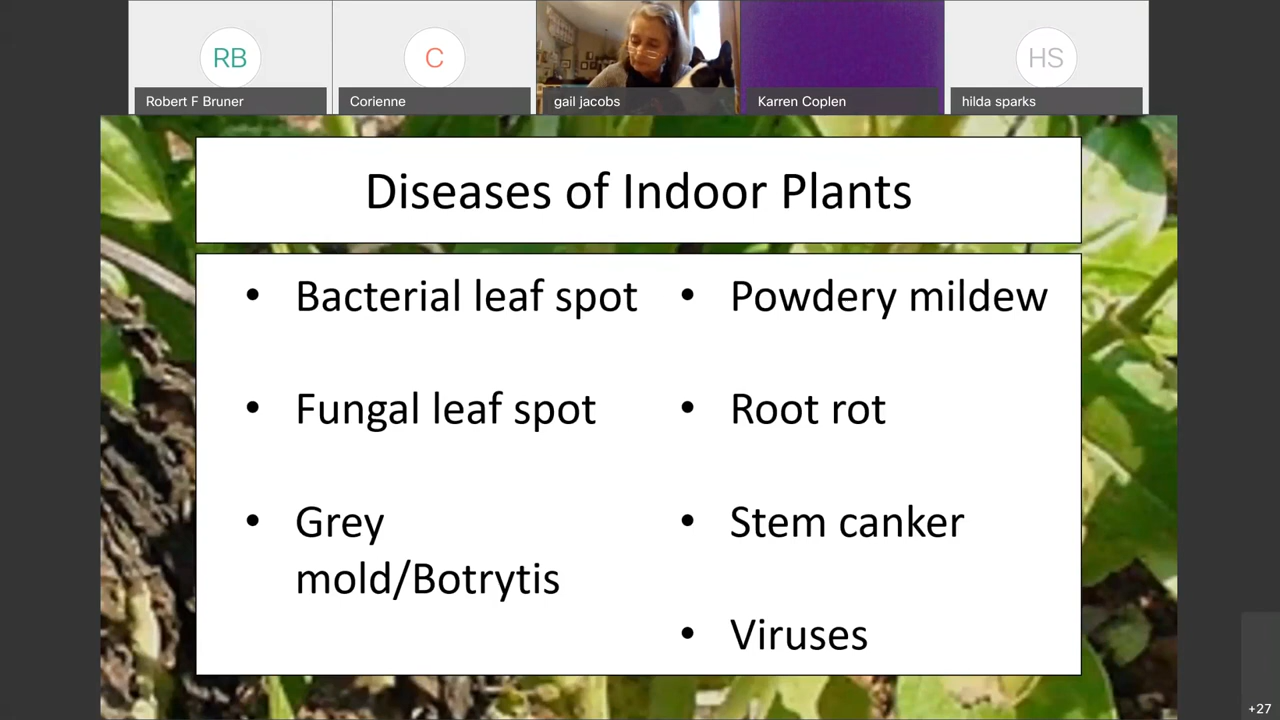 RB
C
HS
Robert F Bruner
Corienne
gail jacobs
Karren Coplen
hilda sparks
Diseases of Indoor Plants
• Bacterial leaf spot
• Fungal leaf spot
• Grey
mold/Botrytis
• Powdery mildew
• Root rot
• Stem canker
• Viruses
+27